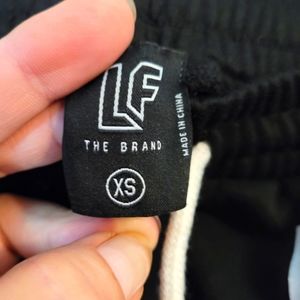 LF
THE BRAND
XS
MADE IN CHINA